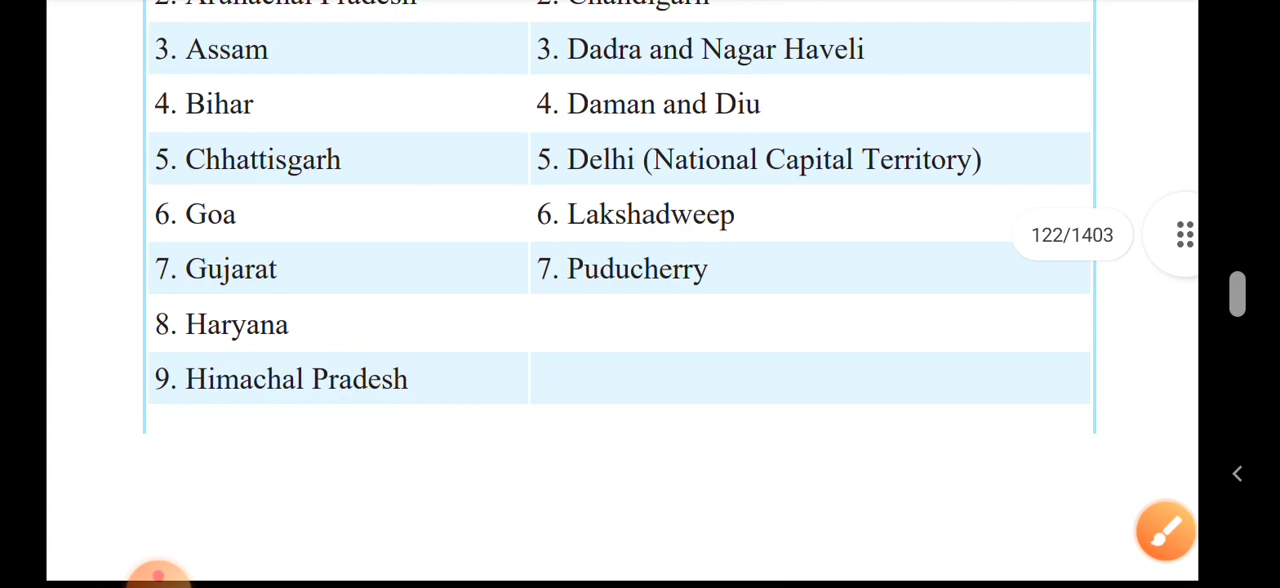 3. Assam 3. Dadra and Nagar Haveli
4. Bihar 4. Daman and Diu
5. Chhattisgarh 5. Delhi (National Capital Territory)
6. Goa 6. Lakshadweep
122/1403
7. Gujarat 7. Puducherry
8. Haryana
9. Himachal Pradesh